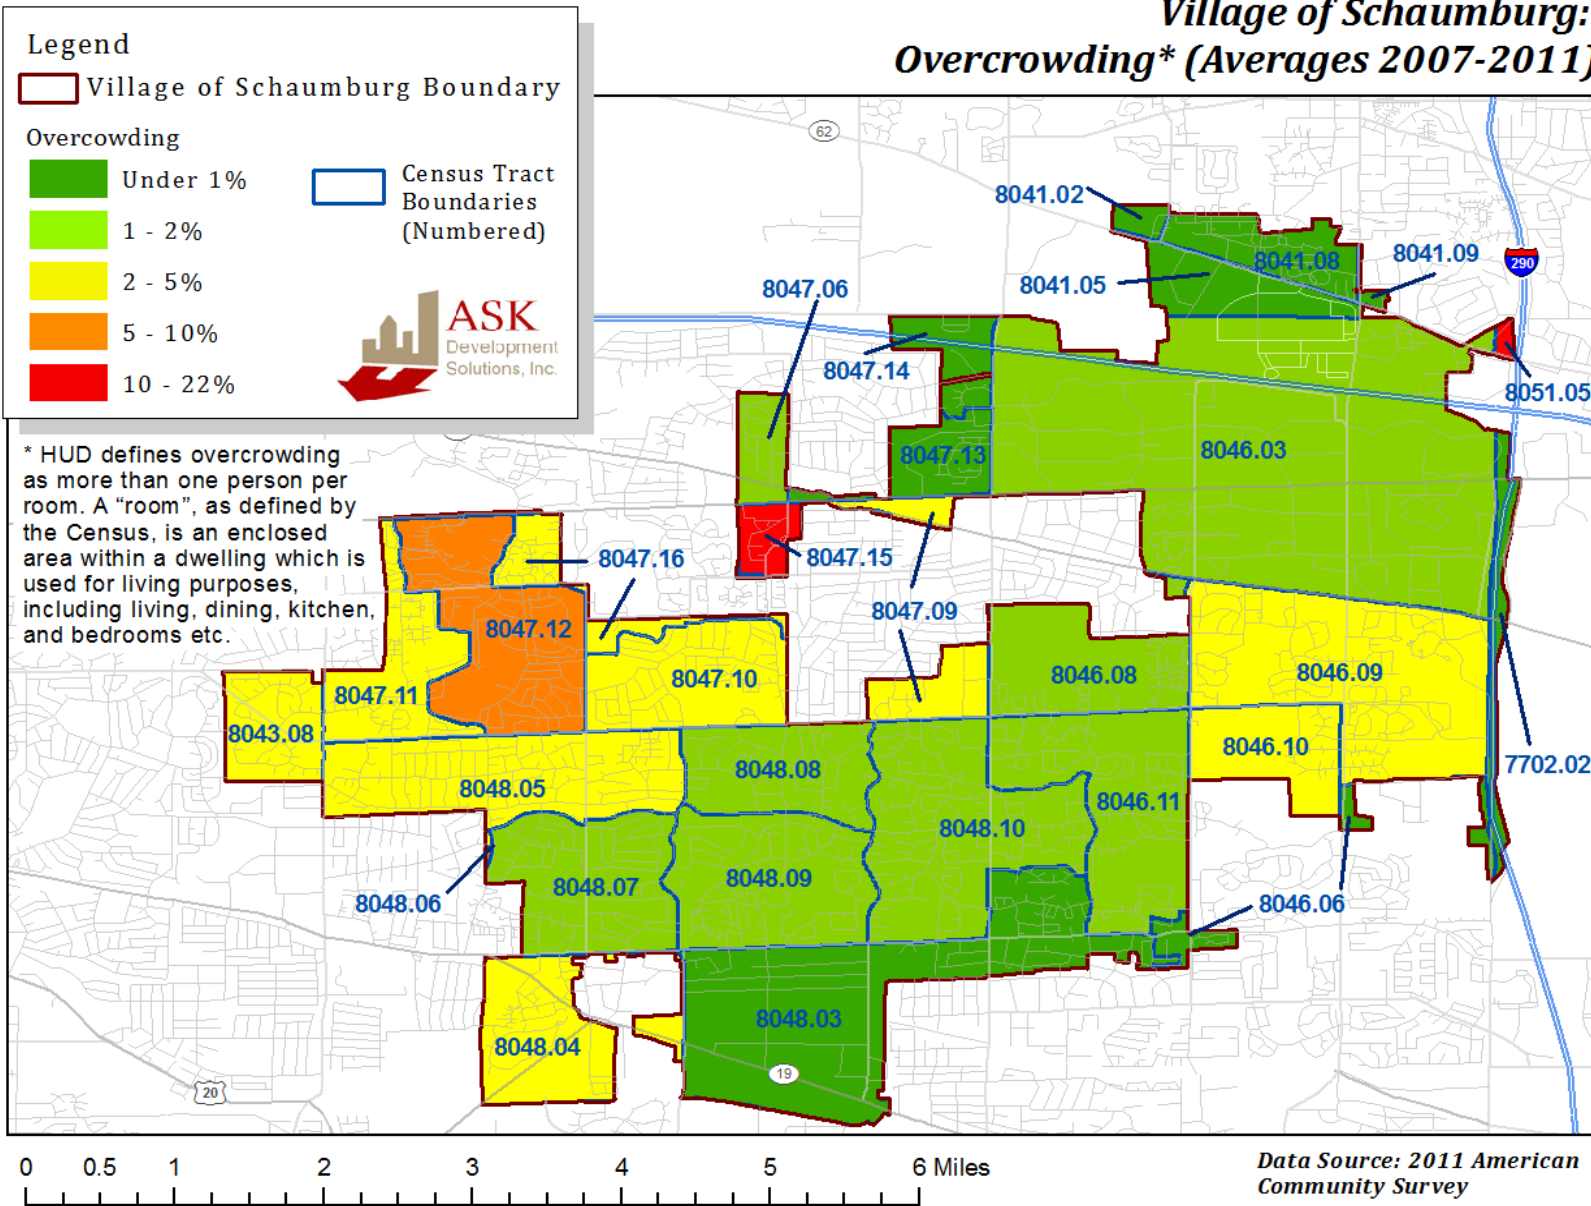 Village of Schaumburg:
Overcrowding* (Averages 2007-2011)
Legend
Village of Schaumburg Boundary
Overcowding
Under 1%
1 - 2%
2 - 5%
5 - 10%
10 - 22%
Census Tract
Boundaries
(Numbered)
ASK
Development
Solutions, Inc.
* HUD defines overcrowding
as more than one person per
room. A “room”, as defined by
the Census, is an enclosed
area within a dwelling which is
used for living purposes,
including living, dining, kitchen,
and bedrooms etc.
62
8041.02
8041.08
8041.09
290
8041.05
8047.06
8047.14
8051.05
8047.13
8046.03
8047.16
8047.15
8047.09
8047.12
8047.10
8046.08
8046.09
8047.11
8043.08
8046.10
7702.02
8048.08
8048.05
8046.11
8048.10
8048.09
8048.07
8048.06
8046.06
8048.03
8048.04
19
20
0 0.5 1 2 3 4 5 6 Miles
Data Source: 2011 American
Community Survey